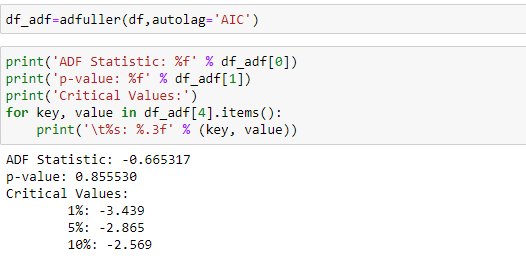 df_adf=adfuller(df,autolag='AIC')
print('ADF Statistic: %f' % df_adf[0])
print('p-value: %f' % df_adf[1])
print('Critical Values:')
for key, value in df_adf[4].items():
    print('\t%s: %.3f' % (key, value))
ADF Statistic: -0.665317
p-value: 0.855530
Critical Values:
        1%: -3.439
        5%: -2.865
        10%: -2.569